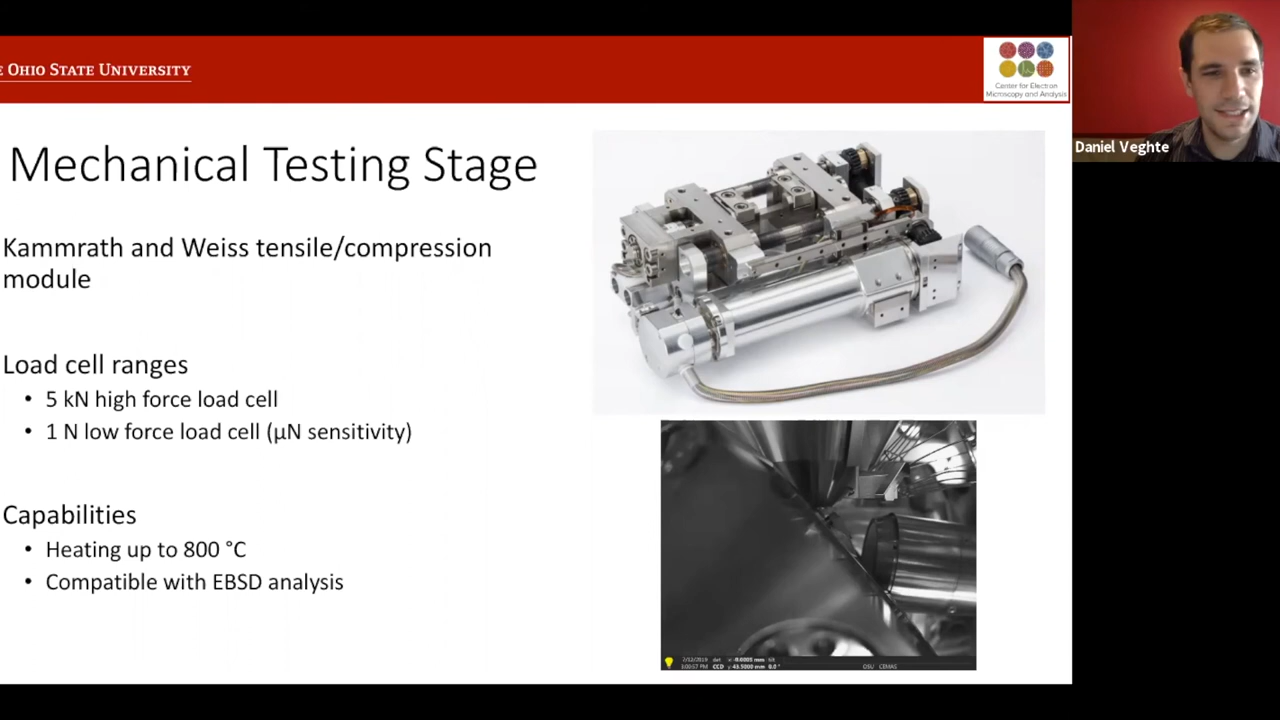 E OHIO STATE UNIVERSITY
Center for Electron
Microscopy and Analysis
Daniel Veghte
Mechanical Testing Stage
Kammrath and Weiss tensile/compression
module
Load cell ranges
• 5 kN high force load cell
• 1 N low force load cell (µN sensitivity)
Capabilities
• Heating up to 800 °C
• Compatible with EBSD analysis
OSU CEMAS